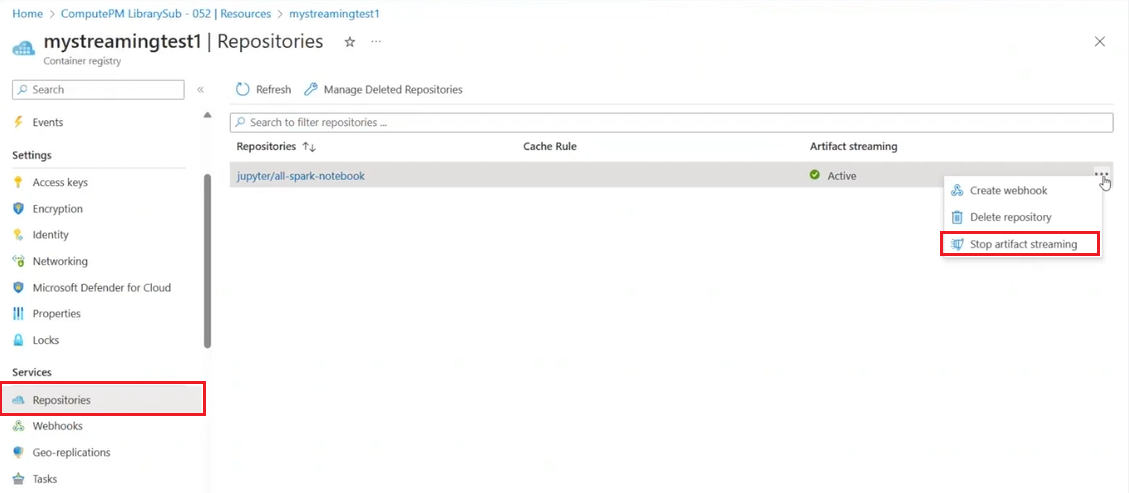 Home > ComputePM LibrarySub - 052 | Resources > mystreamingtest1
mystreamingtest1 | Repositories ☆ ...
Container registry
Search «
Events
Settings
Access keys
Encryption
Identity
Networking
Microsoft Defender for Cloud
Properties
Locks
Services
Repositories
Webhooks
Geo-replications
Tasks
Refresh Manage Deleted Repositories
Search to filter repositories ...
Repositories ↑↓ Cache Rule Artifact streaming
jupyter/all-spark-notebook Active ...
Create webhook
Delete repository
Stop artifact streaming